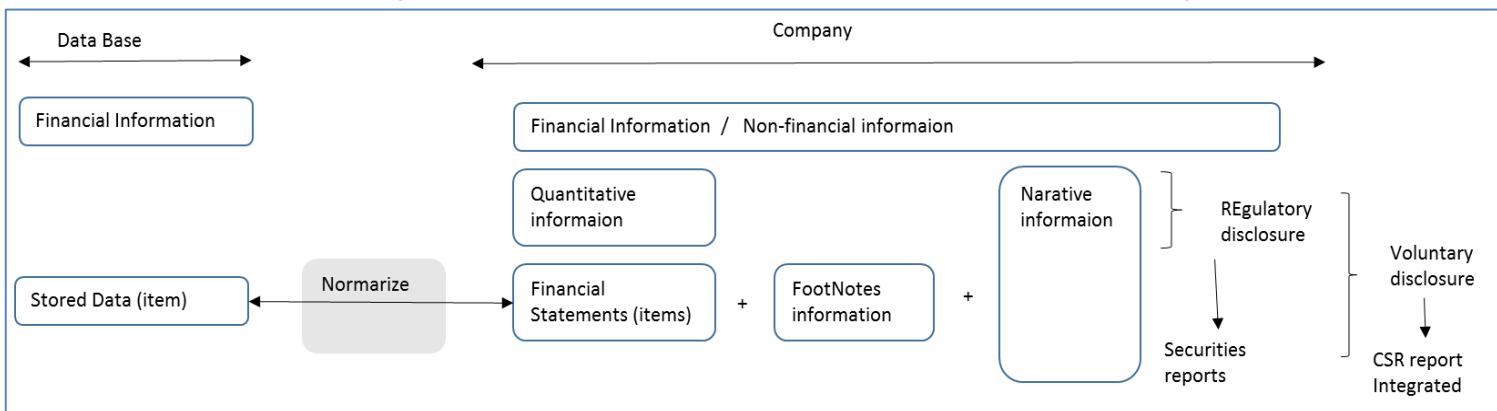 Data Base
Company
Financial Information
Financial Information / Non-financial informaion
Quantitative
informaion
Narative
informaion
REgulatory
disclosure
Voluntary
disclosure
Stored Data (item)
Normarize
Financial
Statements (items)
+
FootNotes
information
+
Securities
reports
CSR report
Integrated